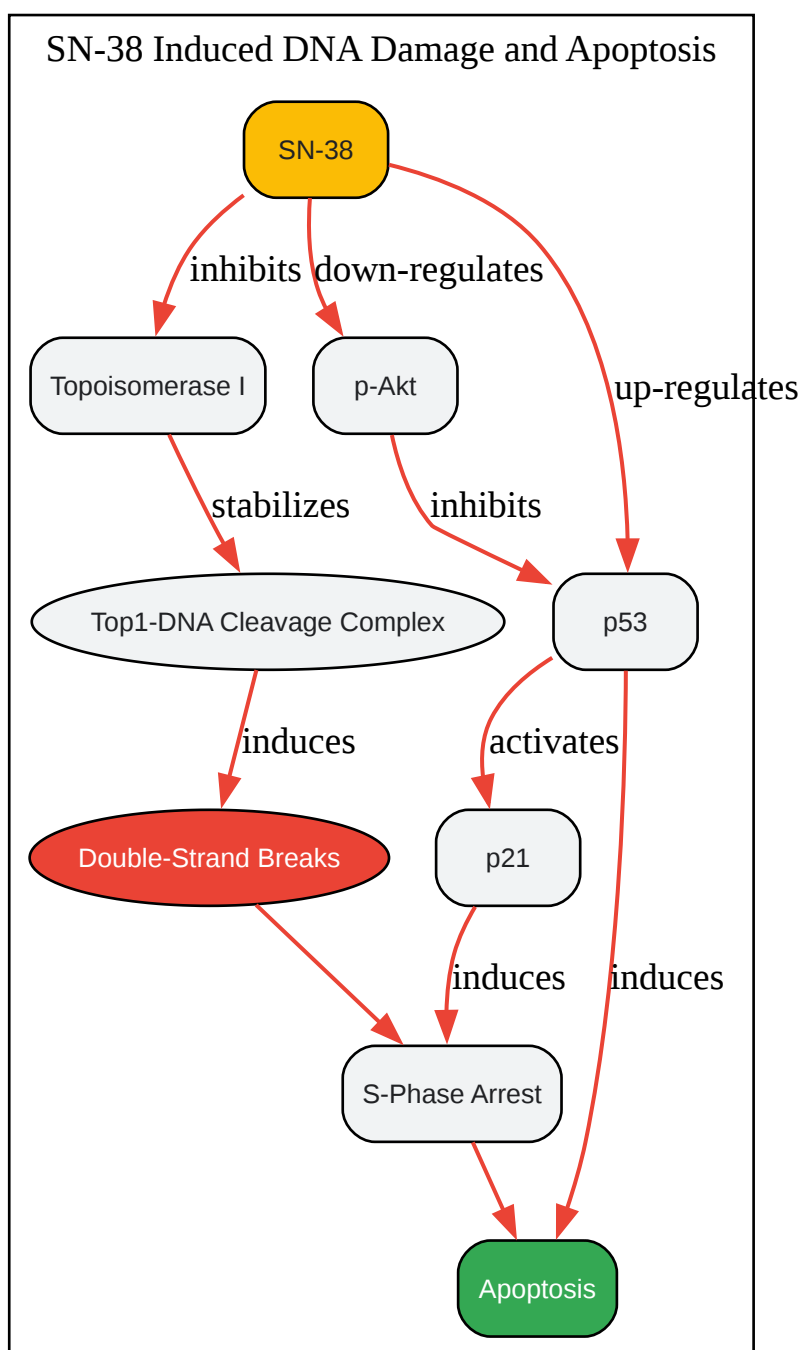 SN-38 Induced DNA Damage and Apoptosis
SN-38
inhibits
down-regulates
Topoisomerase I
p-Akt
up-regulates
stabilizes
inhibits
Top1-DNA Cleavage Complex
p53
induces
activates
Double-Strand Breaks
p21
induces
induces
S-Phase Arrest
Apoptosis